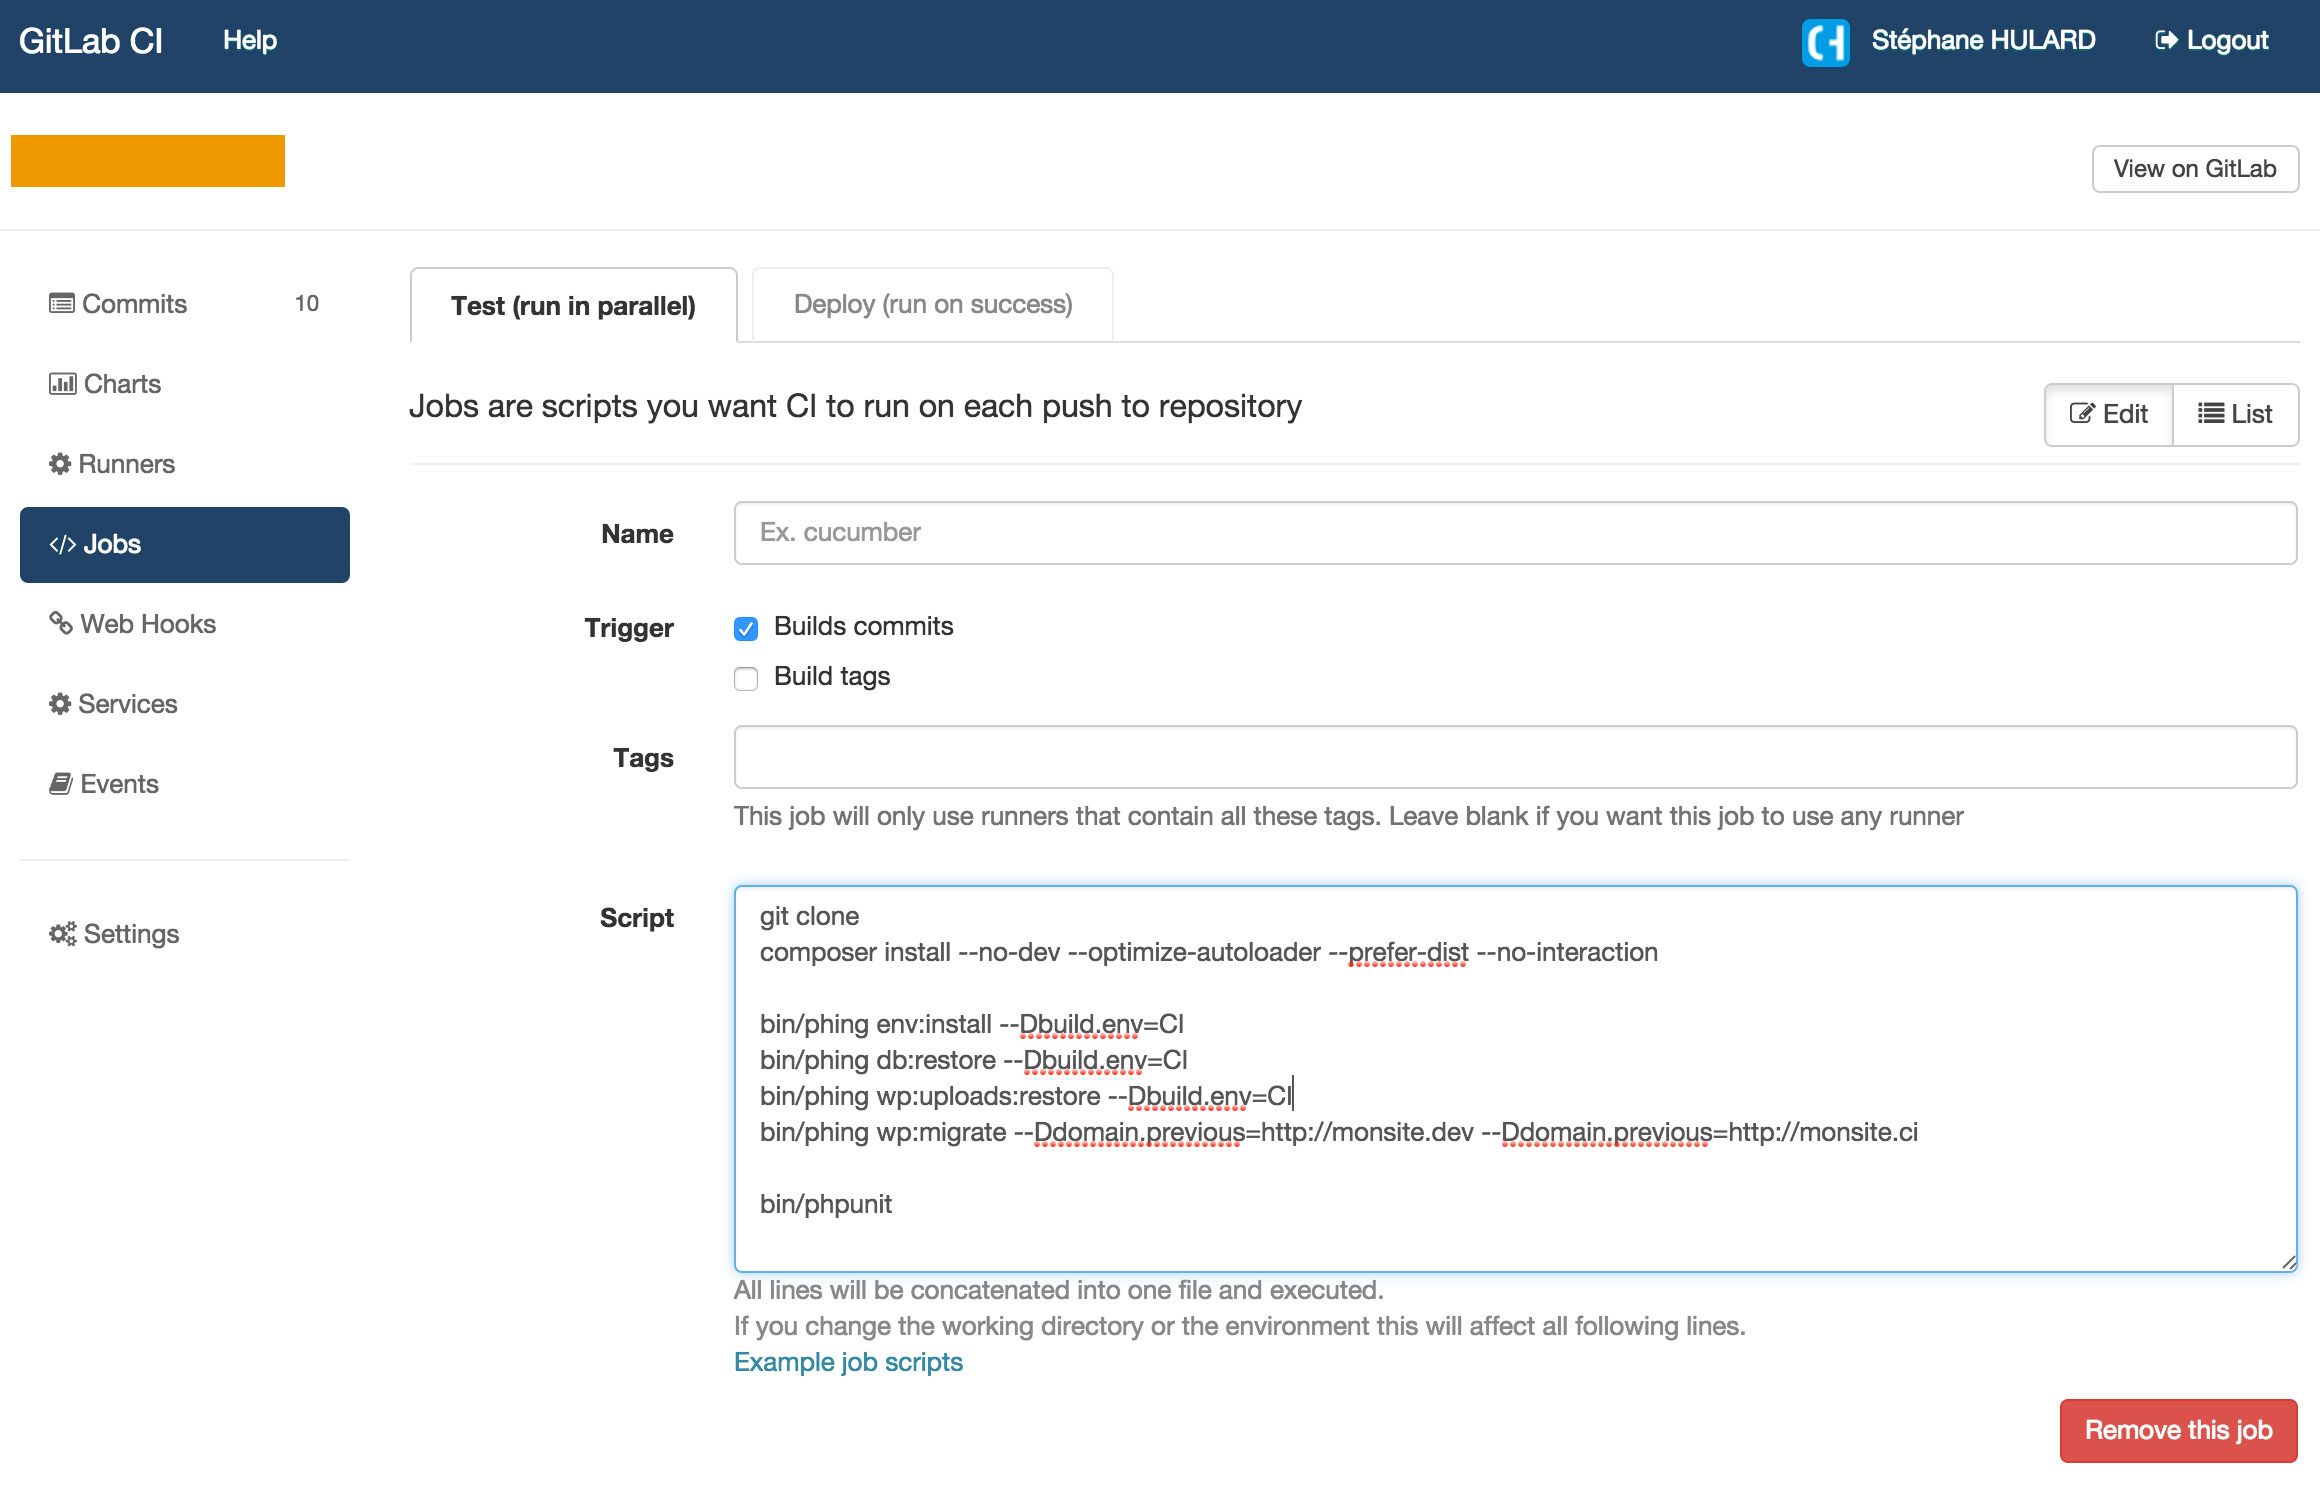 GitLab CI Help Stéphane HULARD Logout
View on GitLab
Commits 10
Charts
Runners
Jobs
Web Hooks
Services
Events
Settings
Test (run in parallel) Deploy (run on success)
Jobs are scripts you want CI to run on each push to repository
Edit List
Name Ex. cucumber
Trigger Builds commits
Build tags
Tags
This job will only use runners that contain all these tags. Leave blank if you want this job to use any runner
Script
git clone
composer install --no-dev --optimize-autoloader --prefer-dist --no-interaction
bin/phing env:install --Dbuild.env=CI
bin/phing db:restore --Dbuild.env=CI
bin/phing wp:uploads:restore --Dbuild.env=CI
bin/phing wp:migrate --Ddomain.previous=http://monsite.dev --Ddomain.previous=http://monsite.ci
bin/phpunit
All lines will be concatenated into one file and executed.
If you change the working directory or the environment this will affect all following lines.
Example job scripts
Remove this job